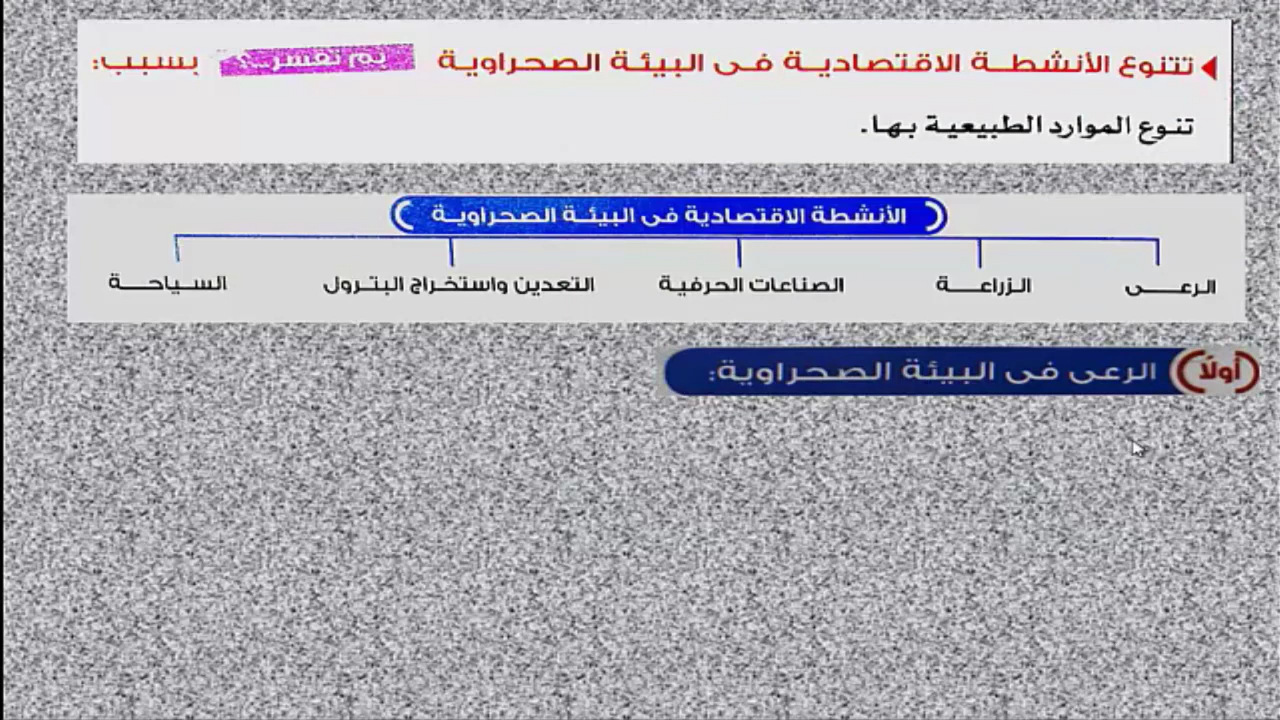 تتنوع الأنشطة الاقتصادية فى البيئة الصحراوية بم تفسر..؟ بسبب:
تنوع الموارد الطبيعية بها.
الأنشطة الاقتصادية فى البيئة الصحراوية
الرعى الزراعة الصناعات الحرفية التعدين واستخراج البترول السياحة
أولاً الرعى فى البيئة الصحراوية: